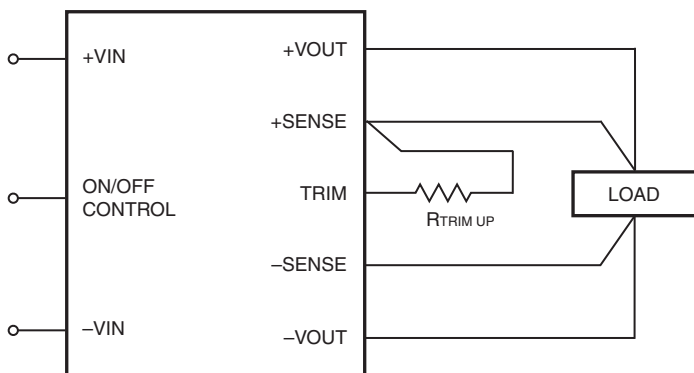 +VIN
ON/OFF
CONTROL
–VIN
+VOUT
+SENSE
TRIM
–SENSE
–VOUT
RTRIM UP
LOAD